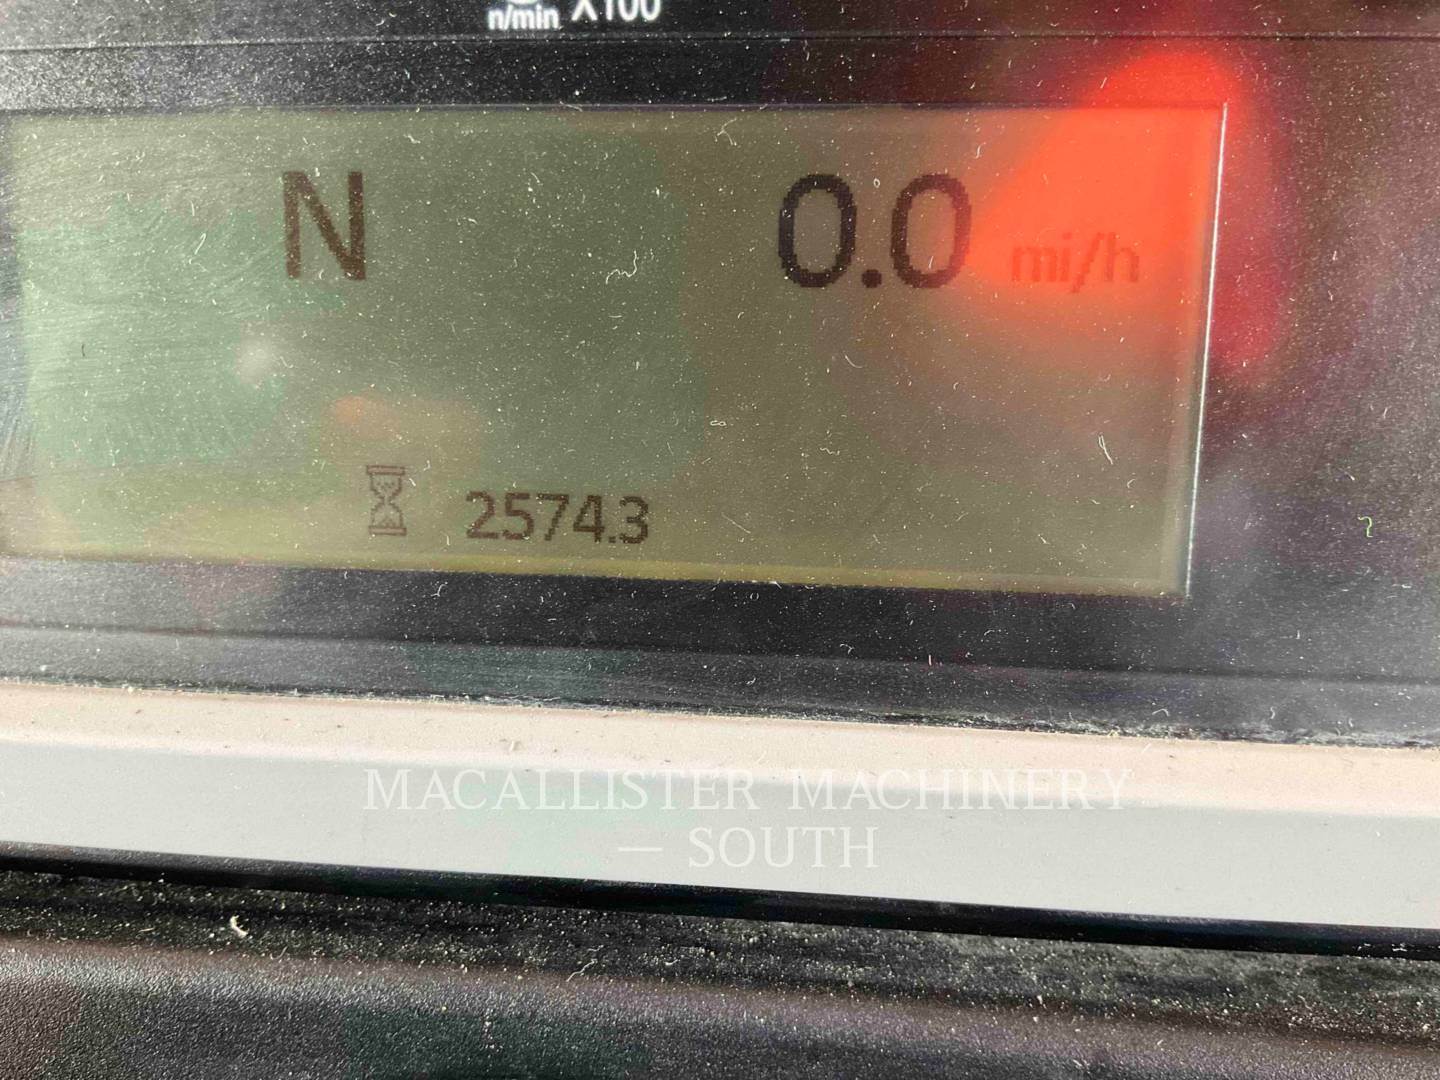 n/min X100
N 0.0 mi/h
2574.3
MACALLISTER MACHINERY
— SOUTH